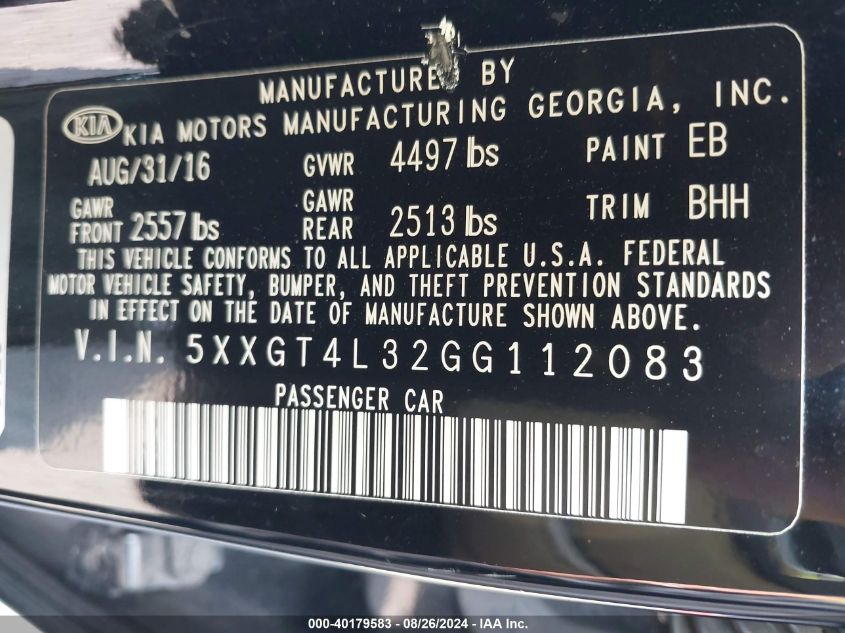 MANUFACTURED BY
KIA KIA MOTORS MANUFACTURING GEORGIA, INC.
AUG/31/16 GVWR 4497 lbs PAINT EB
GAWR FRONT 2557 lbs GAWR REAR 2513 lbs TRIM BHH
THIS VEHICLE CONFORMS TO ALL APPLICABLE U.S.A. FEDERAL
MOTOR VEHICLE SAFETY, BUMPER, AND THEFT PREVENTION STANDARDS
IN EFFECT ON THE DATE OF MANUFACTURE SHOWN ABOVE.
V.I.N. 5XXGT4L32GG112083
PASSENGER CAR
000-40179583 - 08/26/2024 - IAA Inc.